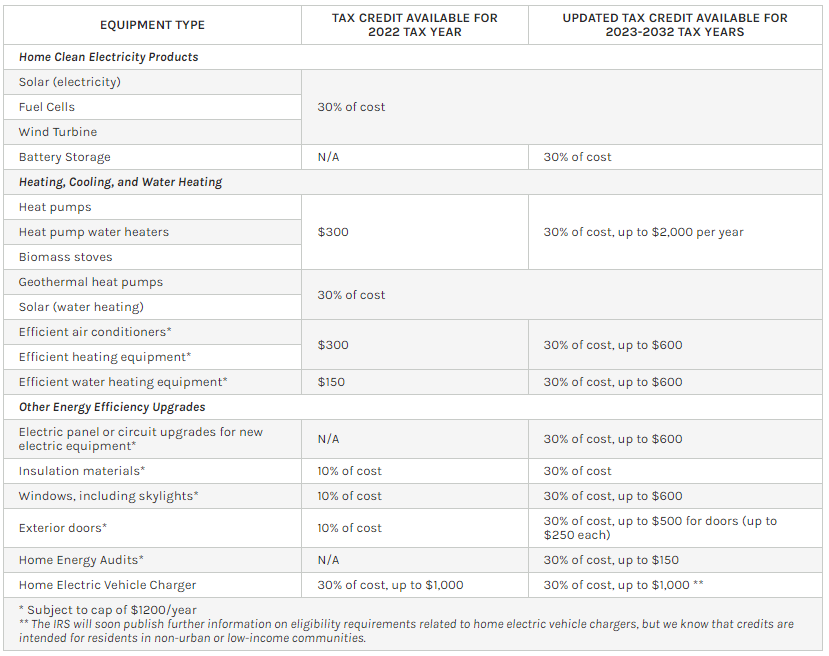 EQUIPMENT TYPE
TAX CREDIT AVAILABLE FOR
2022 TAX YEAR
UPDATED TAX CREDIT AVAILABLE FOR
2023-2032 TAX YEARS
Home Clean Electricity Products
Solar (electricity)
Fuel Cells
30% of cost
Wind Turbine
Battery Storage
N/A
30% of cost
Heating, Cooling, and Water Heating
Heat pumps
Heat pump water heaters
$300
30% of cost, up to $2,000 per year
Biomass stoves
Geothermal heat pumps
30% of cost
Solar (water heating)
Efficient air conditioners*
$300
30% of cost, up to $600
Efficient heating equipment*
Efficient water heating equipment*
$150
30% of cost, up to $600
Other Energy Efficiency Upgrades
Electric panel or circuit upgrades for new
electric equipment*
N/A
30% of cost, up to $600
Insulation materials*
10% of cost
30% of cost
Windows, including skylights*
10% of cost
30% of cost, up to $600
Exterior doors*
10% of cost
30% of cost, up to $500 for doors (up to
$250 each)
Home Energy Audits*
N/A
30% of cost, up to $150
Home Electric Vehicle Charger
30% of cost, up to $1,000
30% of cost, up to $1,000 **
* Subject to cap of $1200/year
** The IRS will soon publish further information on eligibility requirements related to home electric vehicle chargers, but we know that credits are
intended for residents in non-urban or low-income communities.